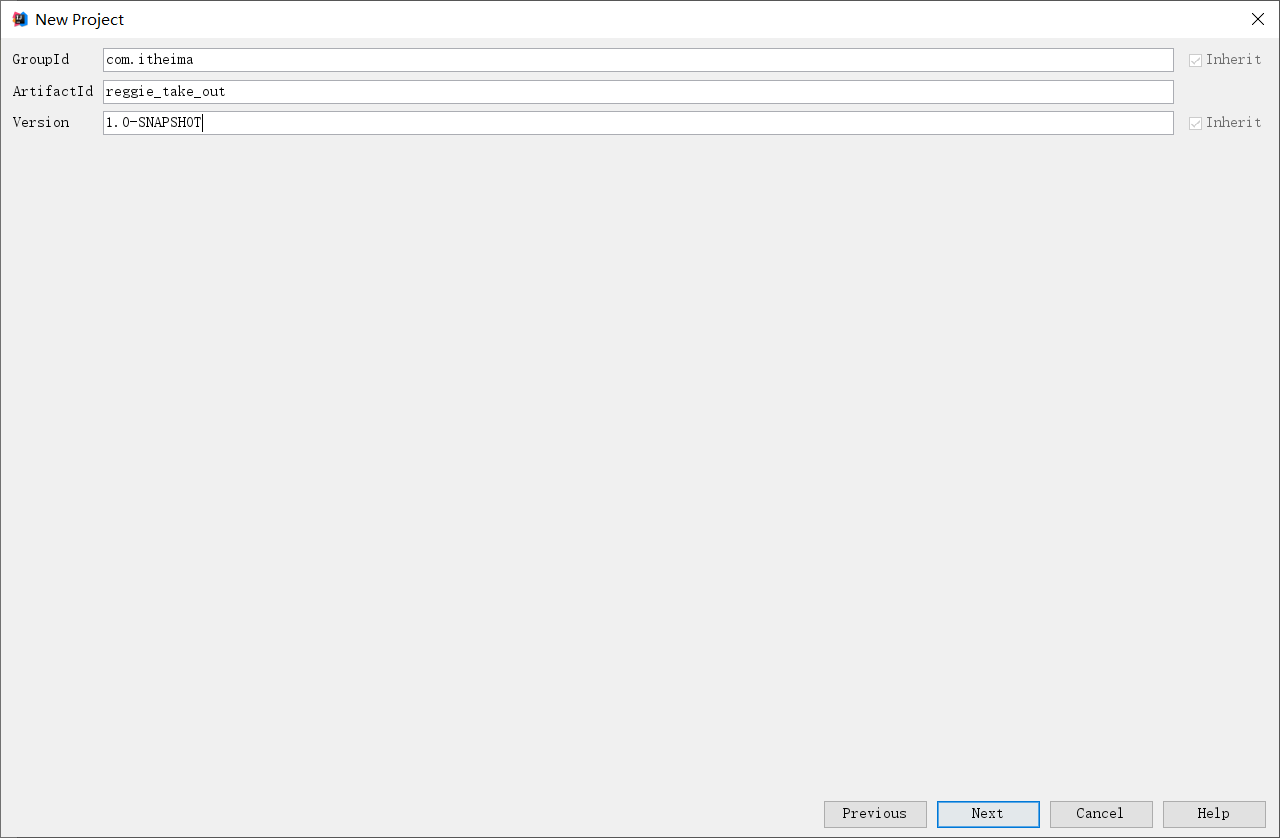 New Project
GroupId com.itheima Inherit
ArtifactId reggie_take_out
Version 1.0-SNAPSHOT Inherit
Previous Next Cancel Help